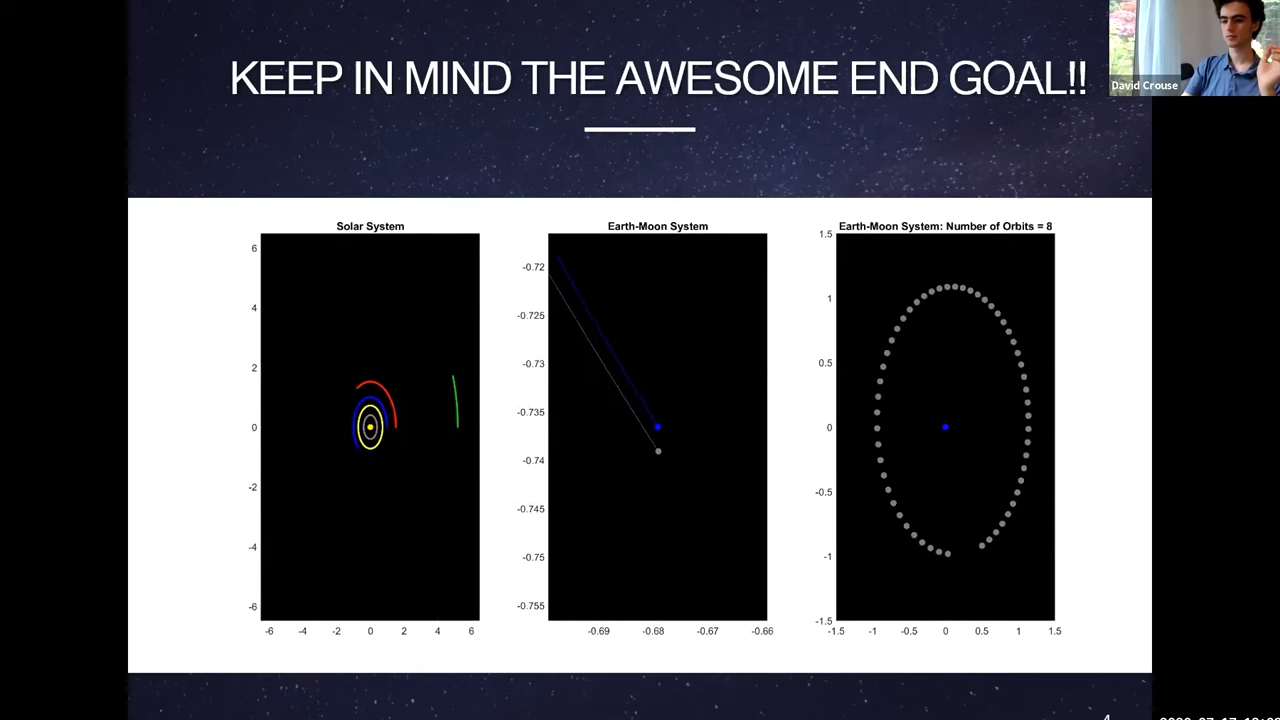 KEEP IN MIND THE AWESOME END GOAL!!
David Crouse
Solar System
6
4
2
0
-2
-4
-6
-6 -4 -2 0 2 4 6
Earth-Moon System
-0.72
-0.725
-0.73
-0.735
-0.74
-0.745
-0.75
-0.755
-0.69 -0.68 -0.67 -0.66
Earth-Moon System: Number of Orbits = 8
1.5
1
0.5
0
-0.5
-1
-1.5
-1.5 -1 -0.5 0 0.5 1 1.5